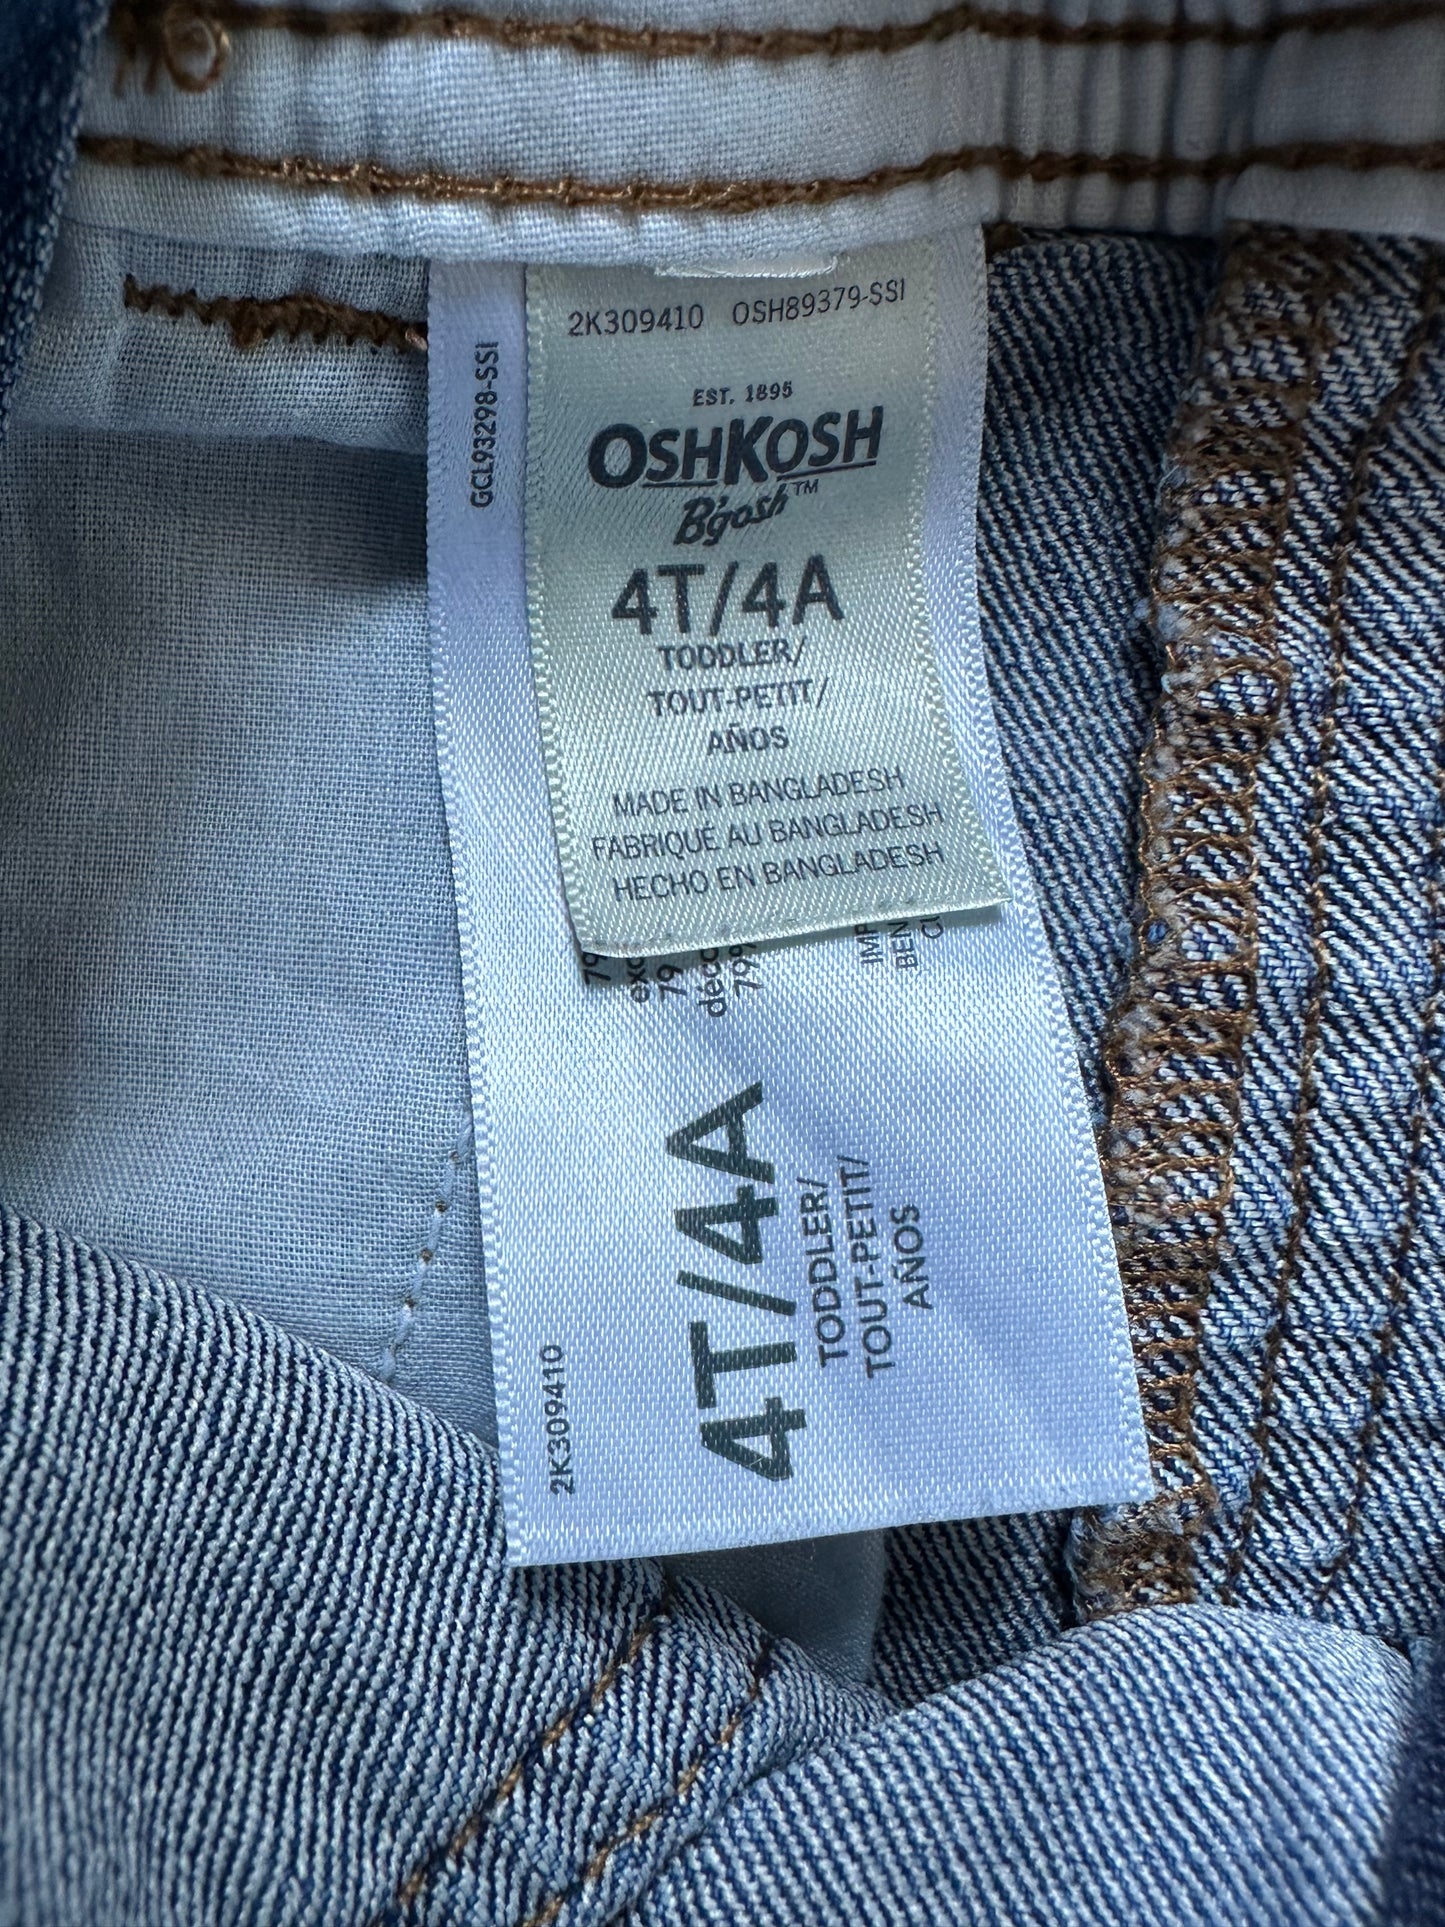 2K309410 OSH89379-SSI
EST. 1895
OSHKOSH
B'gosh™
4T/4A
TODDLER/
TOUT-PETIT/
AÑOS
MADE IN BANGLADESH
FABRIQUÉ AU BANGLADESH
HECHO EN BANGLADESH
GCL93298-SSI
2K309410
4T/4A
TODDLER/
TOUT-PETIT/
AÑOS